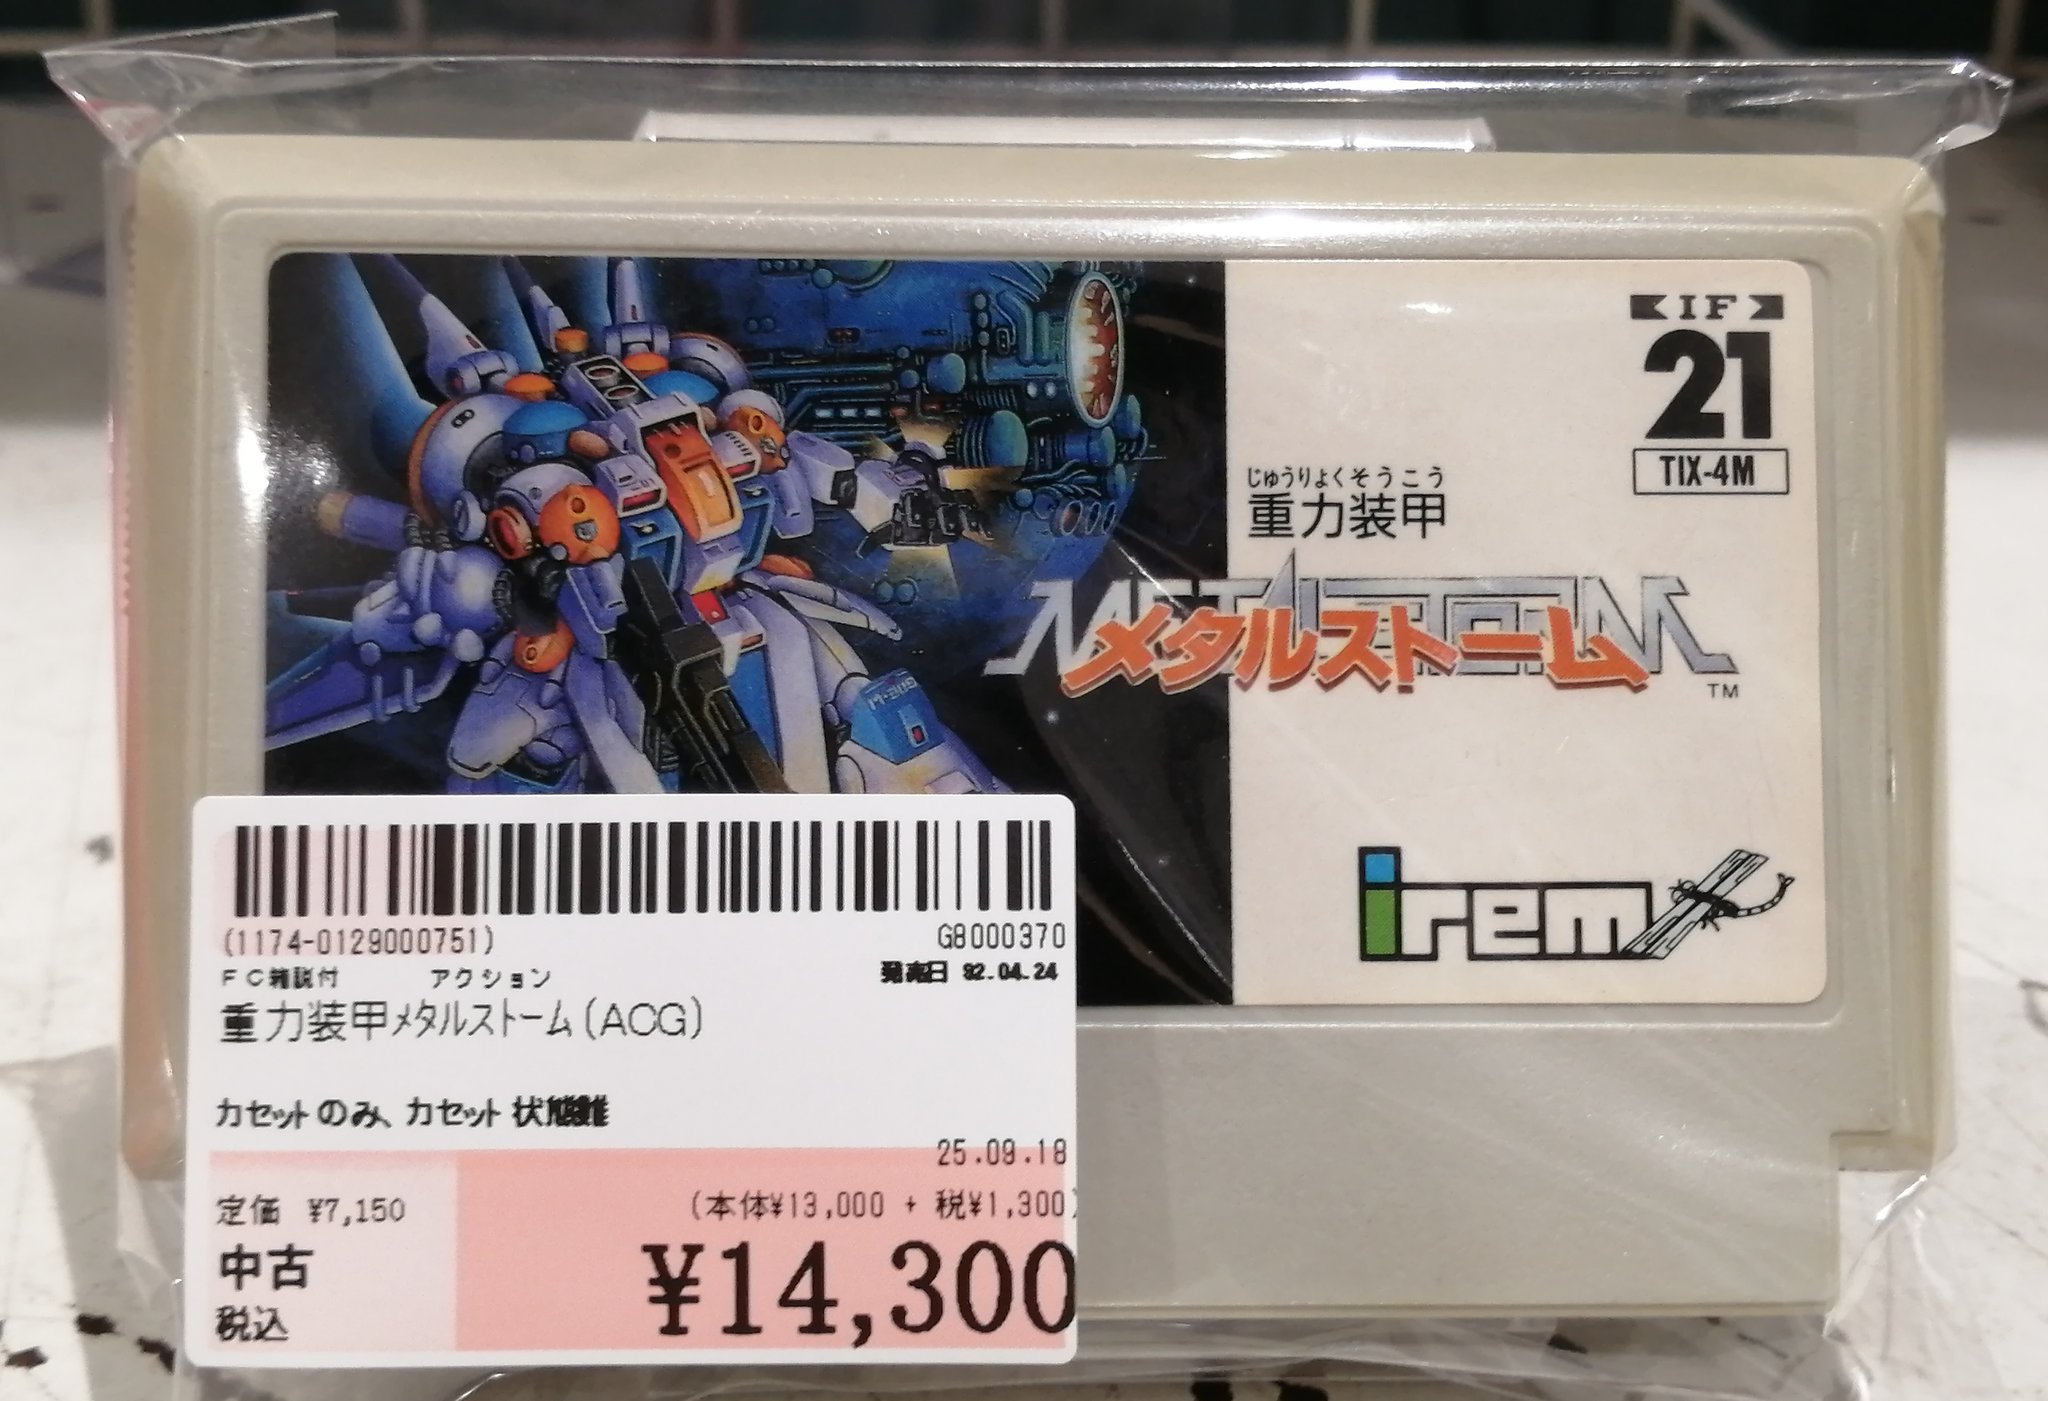 IF
21
TIX-4M
じゅうりょくそうこう
重力装甲
METAL STORM
メタルストーム
TM
irem
(1174-0129000751)
G8000370
FC箱説付 アクション
発売日 92.04.24
重力装甲メタルストーム(ACG)
カセットのみ、カセット状態難
25.09.18
定価 ¥7,150
(本体¥13,000 + 税¥1,300)
中古
税込
¥14,300